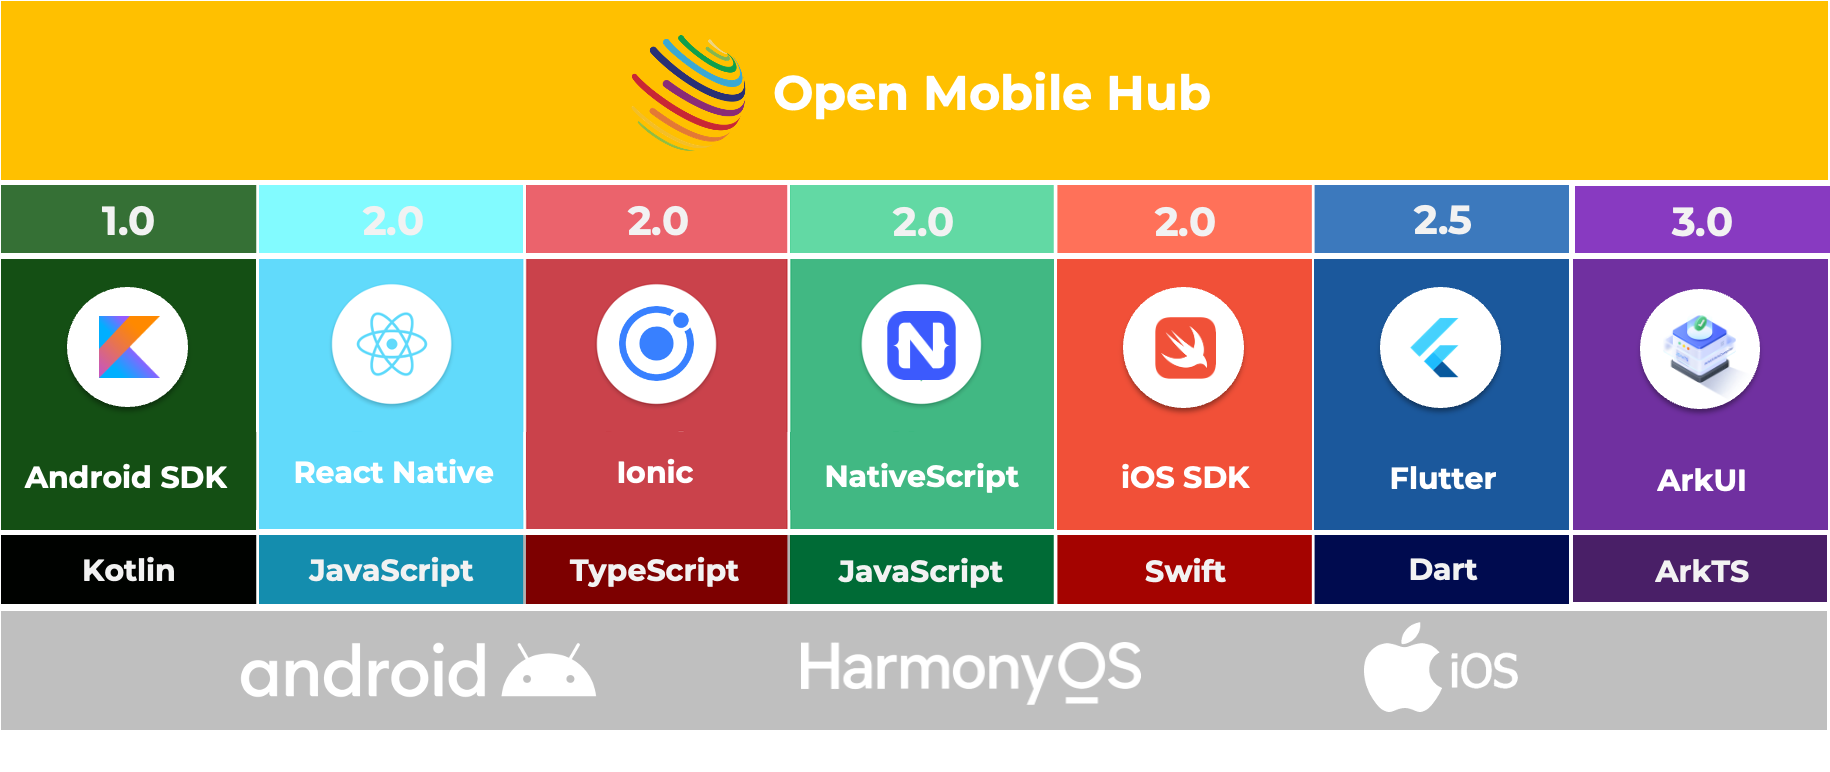 Open Mobile Hub
1.0 2.0 2.0 2.0 2.0 2.5 3.0
Android SDK React Native Ionic NativeScript iOS SDK Flutter ArkUI
Kotlin JavaScript TypeScript JavaScript Swift Dart ArkTS
android HarmonyOS iOS